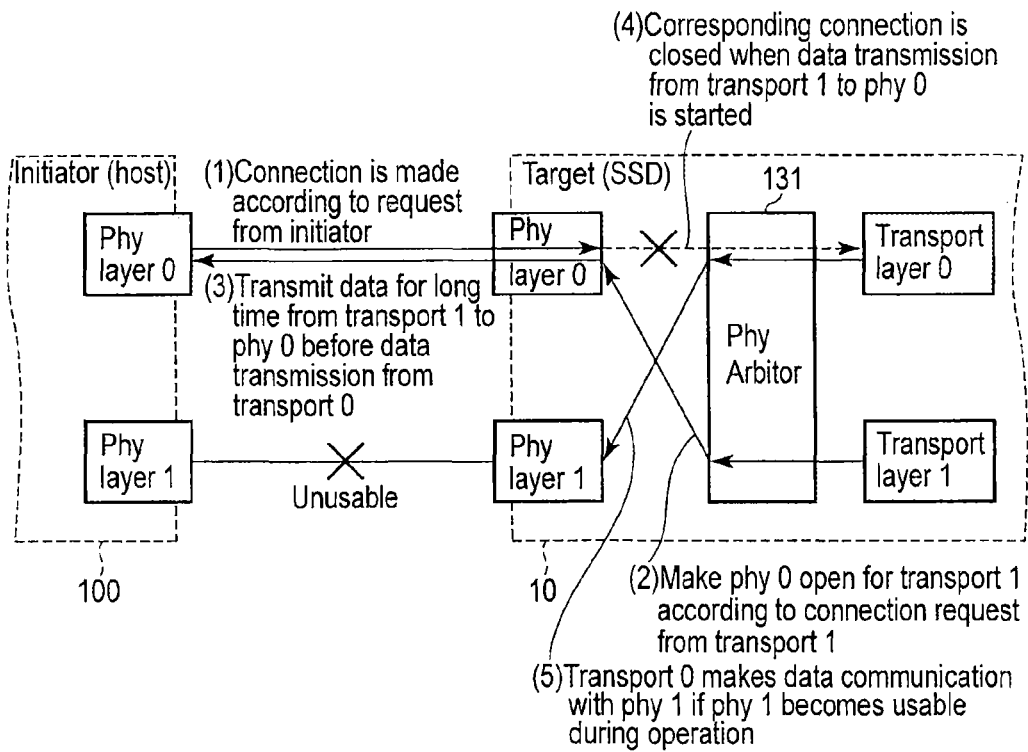 (4)Corresponding connection is
closed when data transmission
from transport 1 to phy 0
is started
Initiator (host)
(1)Connection is made
according to request
from initiator
Target (SSD)
131
Phy
layer 0
Phy
layer 0
Transport
layer 0
(3)Transmit data for long
time from transport 1 to
phy 0 before data
transmission from
transport 0
Phy
Arbitor
Phy
layer 1
Unusable
Phy
layer 1
Transport
layer 1
100
10
(2)Make phy 0 open for transport 1
according to connection request
from transport 1
(5)Transport 0 makes data communication
with phy 1 if phy 1 becomes usable
during operation